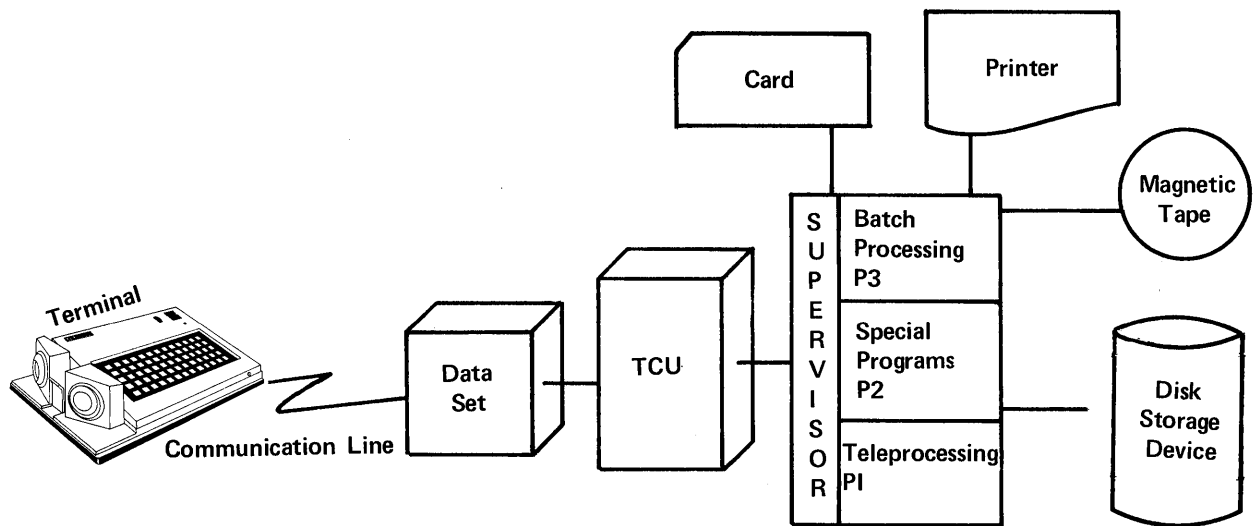 Terminal
Communication Line
Data
Set
TCU
Card
Printer
SUPERVISOR
Batch
Processing
P3
Special
Programs
P2
Teleprocessing
PI
Magnetic
Tape
Disk
Storage
Device